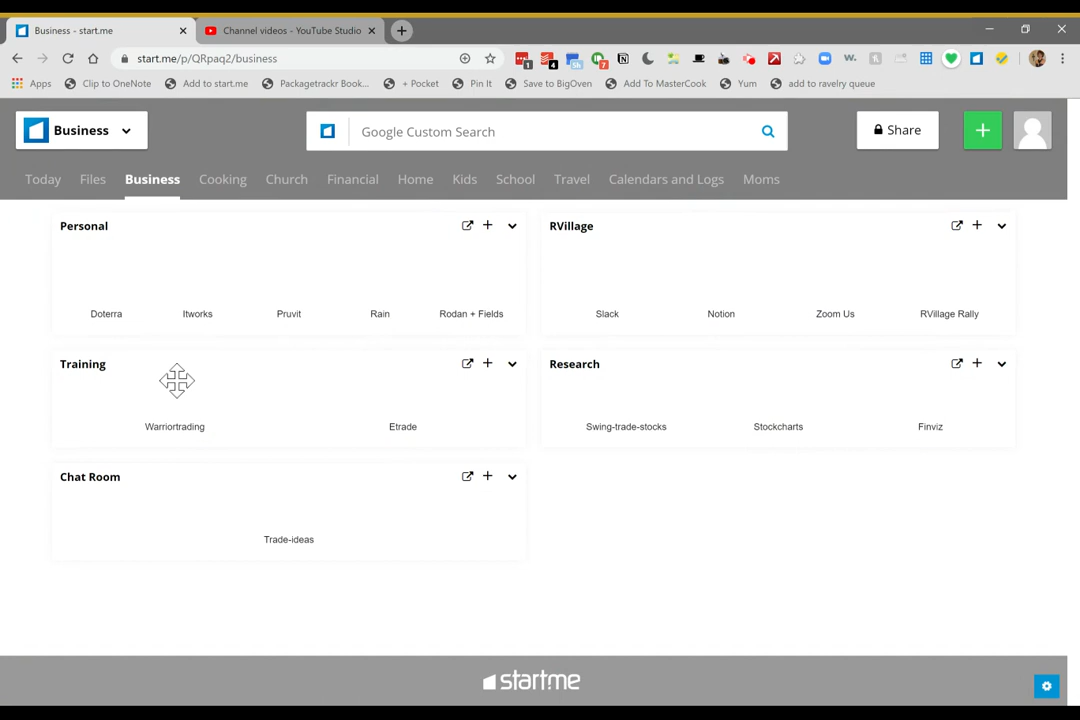 Business - start.me
Channel videos - YouTube Studio
start.me/p/QRpaq2/business
Apps
Clip to OneNote
Add to start.me
Packagetrackr Book...
+ Pocket
Pin It
Save to BigOven
Add To MasterCook
Yum
add to ravelry queue
Business
Google Custom Search
Share
Today
Files
Business
Cooking
Church
Financial
Home
Kids
School
Travel
Calendars and Logs
Moms
Personal
Doterra
Itworks
Pruvit
Rain
Rodan + Fields
RVillage
Slack
Notion
Zoom Us
RVillage Rally
Training
Warriortrading
Etrade
Research
Swing-trade-stocks
Stockcharts
Finviz
Chat Room
Trade-ideas
start.me